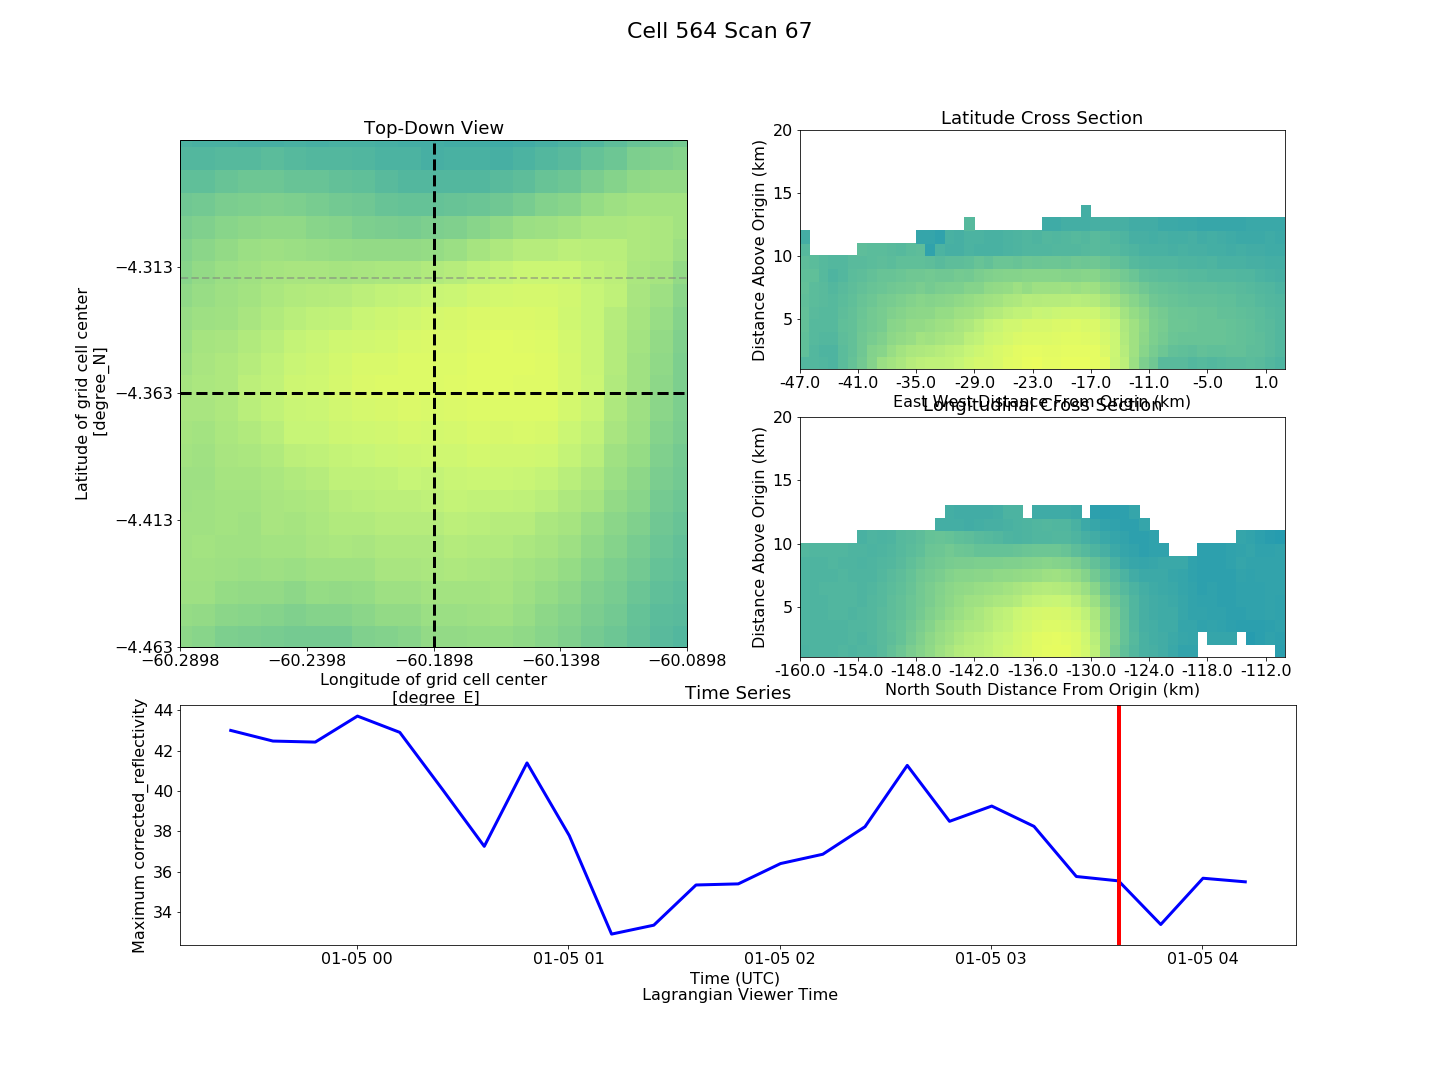 Cell 564 Scan 67
Top-Down View
Latitude of grid cell center
[degree_N]
−4.313
−4.363
−4.413
−4.463
−60.2898
−60.2398
−60.1898
−60.1398
−60.0898
Longitude of grid cell center
[degree_E]
Latitude Cross Section
Distance Above Origin (km)
20
15
10
5
-47.0
-41.0
-35.0
-29.0
-23.0
-17.0
-11.0
-5.0
1.0
East West Distance From Origin (km)
Longitudinal Cross Section
Distance Above Origin (km)
20
15
10
5
-160.0
-154.0
-148.0
-142.0
-136.0
-130.0
-124.0
-118.0
-112.0
North South Distance From Origin (km)
Time Series
Maximum corrected_reflectivity
44
42
40
38
36
34
01-05 00
01-05 01
01-05 02
01-05 03
01-05 04
Time (UTC)
Lagrangian Viewer Time